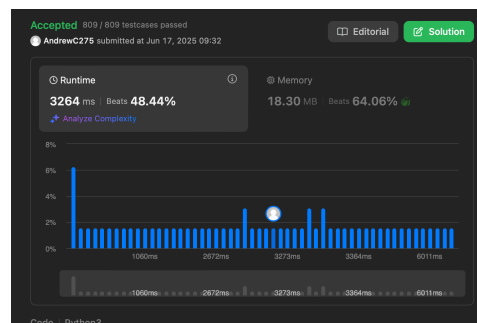 Accepted 809 / 809 testcases passed
AndrewC275 submitted at Jun 17, 2025 09:32
Editorial
Solution
Runtime
3264 ms | Beats 48.44%
Analyze Complexity
Memory
18.30 MB | Beats 64.06%
8%
6%
4%
2%
0%
1060ms 2672ms 3273ms 3364ms 6011ms
1060ms 2672ms 3273ms 3364ms 6011ms
Code | Python3